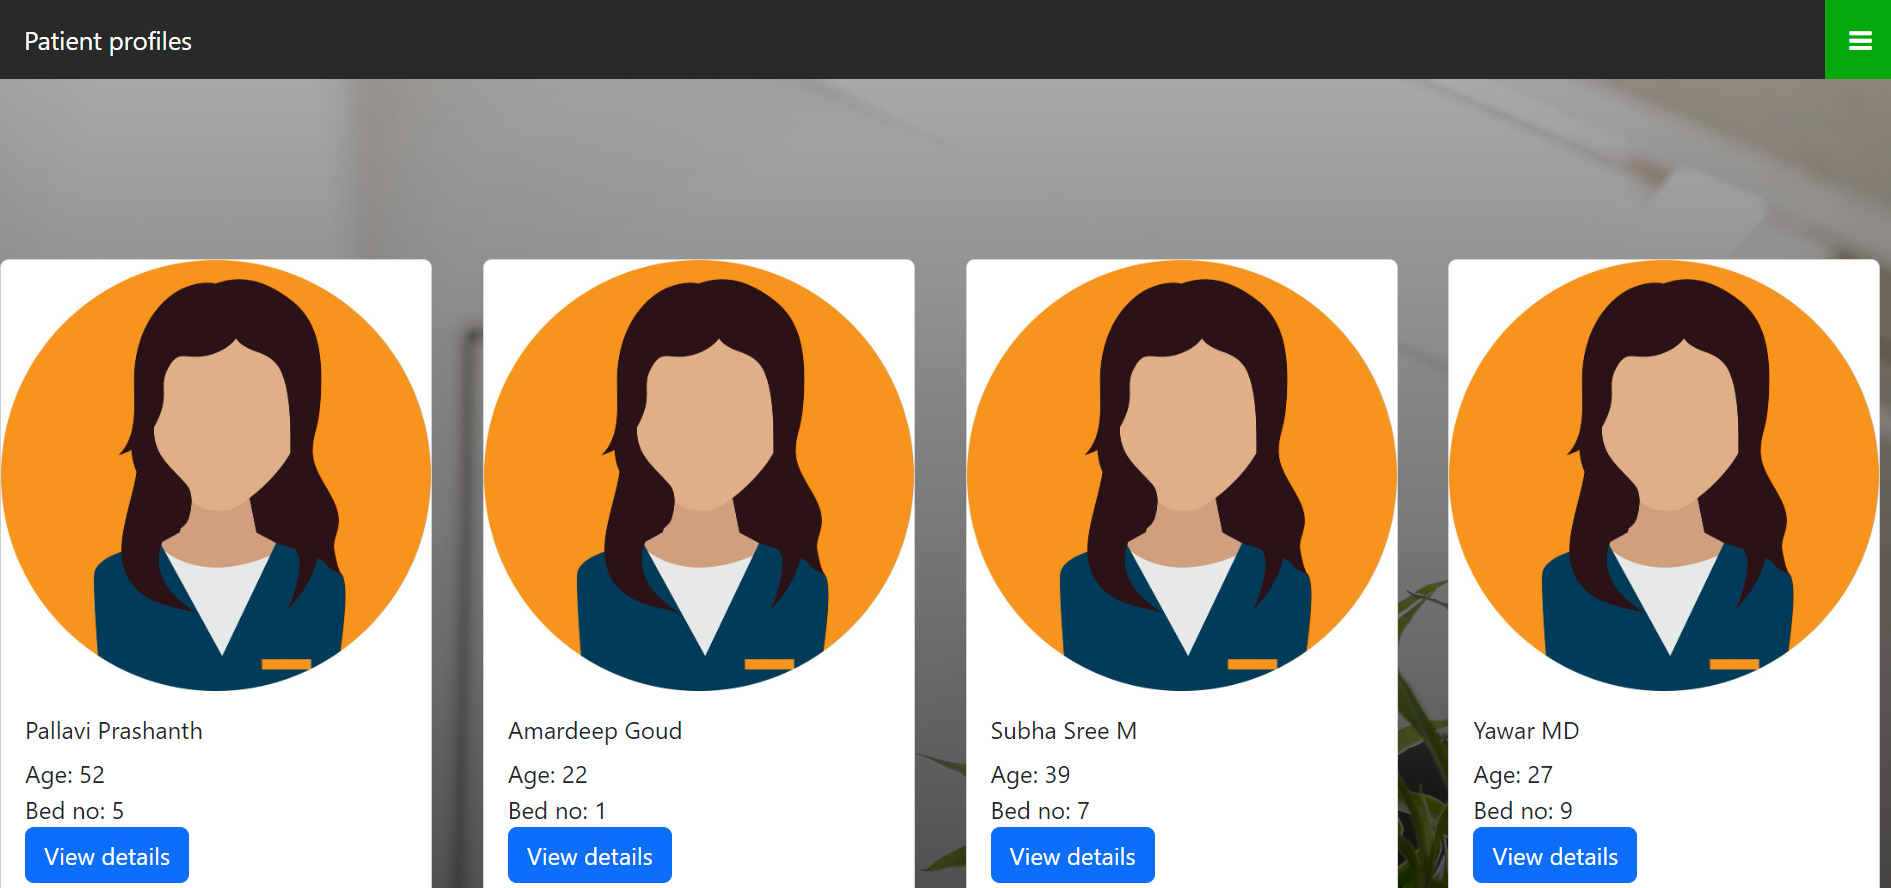 Patient profiles
Pallavi Prashanth
Age: 52
Bed no: 5
View details
Amardeep Goud
Age: 22
Bed no: 1
View details
Subha Sree M
Age: 39
Bed no: 7
View details
Yawar MD
Age: 27
Bed no: 9
View details